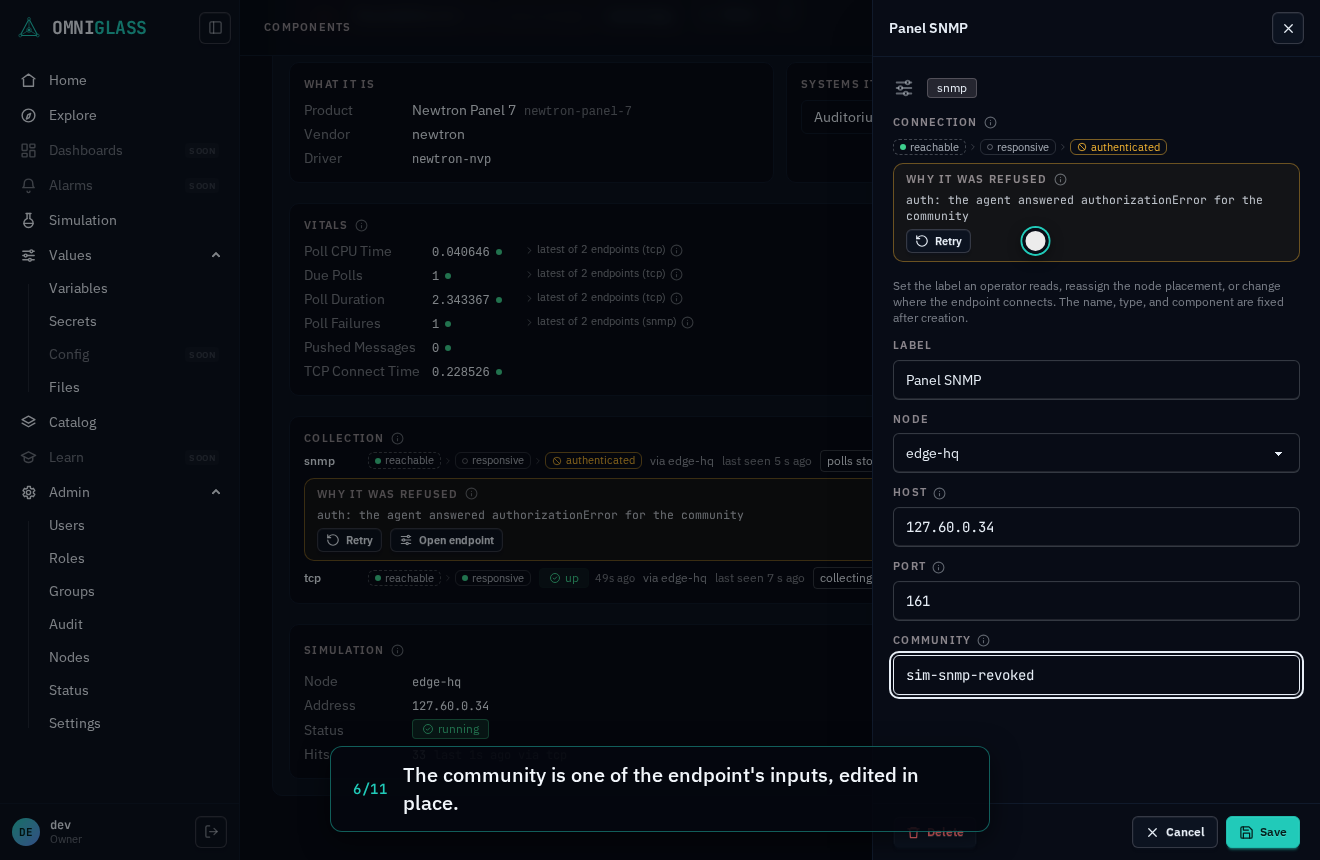 OMNIGLASS
Home
Explore
Dashboards SOON
Alarms SOON
Simulation
Values
Variables
Secrets
Config SOON
Files
Catalog
Learn SOON
Admin
Users
Roles
Groups
Audit
Nodes
Status
Settings
DE dev
Owner
COMPONENTS
WHAT IT IS
Product Newtron Panel 7 newtron-panel-7
Vendor newtron
Driver newtron-nvp
SYSTEMS IT
Auditoriu
VITALS
Poll CPU Time 0.040646 latest of 2 endpoints (tcp)
Due Polls 1 latest of 2 endpoints (tcp)
Poll Duration 2.343367 latest of 2 endpoints (tcp)
Poll Failures 1 latest of 2 endpoints (snmp)
Pushed Messages 0
TCP Connect Time 0.228526
COLLECTION
snmp reachable responsive authenticated via edge-hq last seen 5 s ago polls sto
WHY IT WAS REFUSED
auth: the agent answered authorizationError for the community
Retry Open endpoint
tcp reachable responsive up 49s ago via edge-hq last seen 7 s ago collecting
SIMULATION
Node edge-hq
Address 127.60.0.34
Status running
Hits 33
6/11 The community is one of the endpoint's inputs, edited in
place.
Panel SNMP
snmp
CONNECTION
reachable responsive authenticated
WHY IT WAS REFUSED
auth: the agent answered authorizationError for the
community
Retry
Set the label an operator reads, reassign the node placement, or change
where the endpoint connects. The name, type, and component are fixed
after creation.
LABEL
Panel SNMP
NODE
edge-hq
HOST
127.60.0.34
PORT
161
COMMUNITY
sim-snmp-revoked
Delete Cancel Save